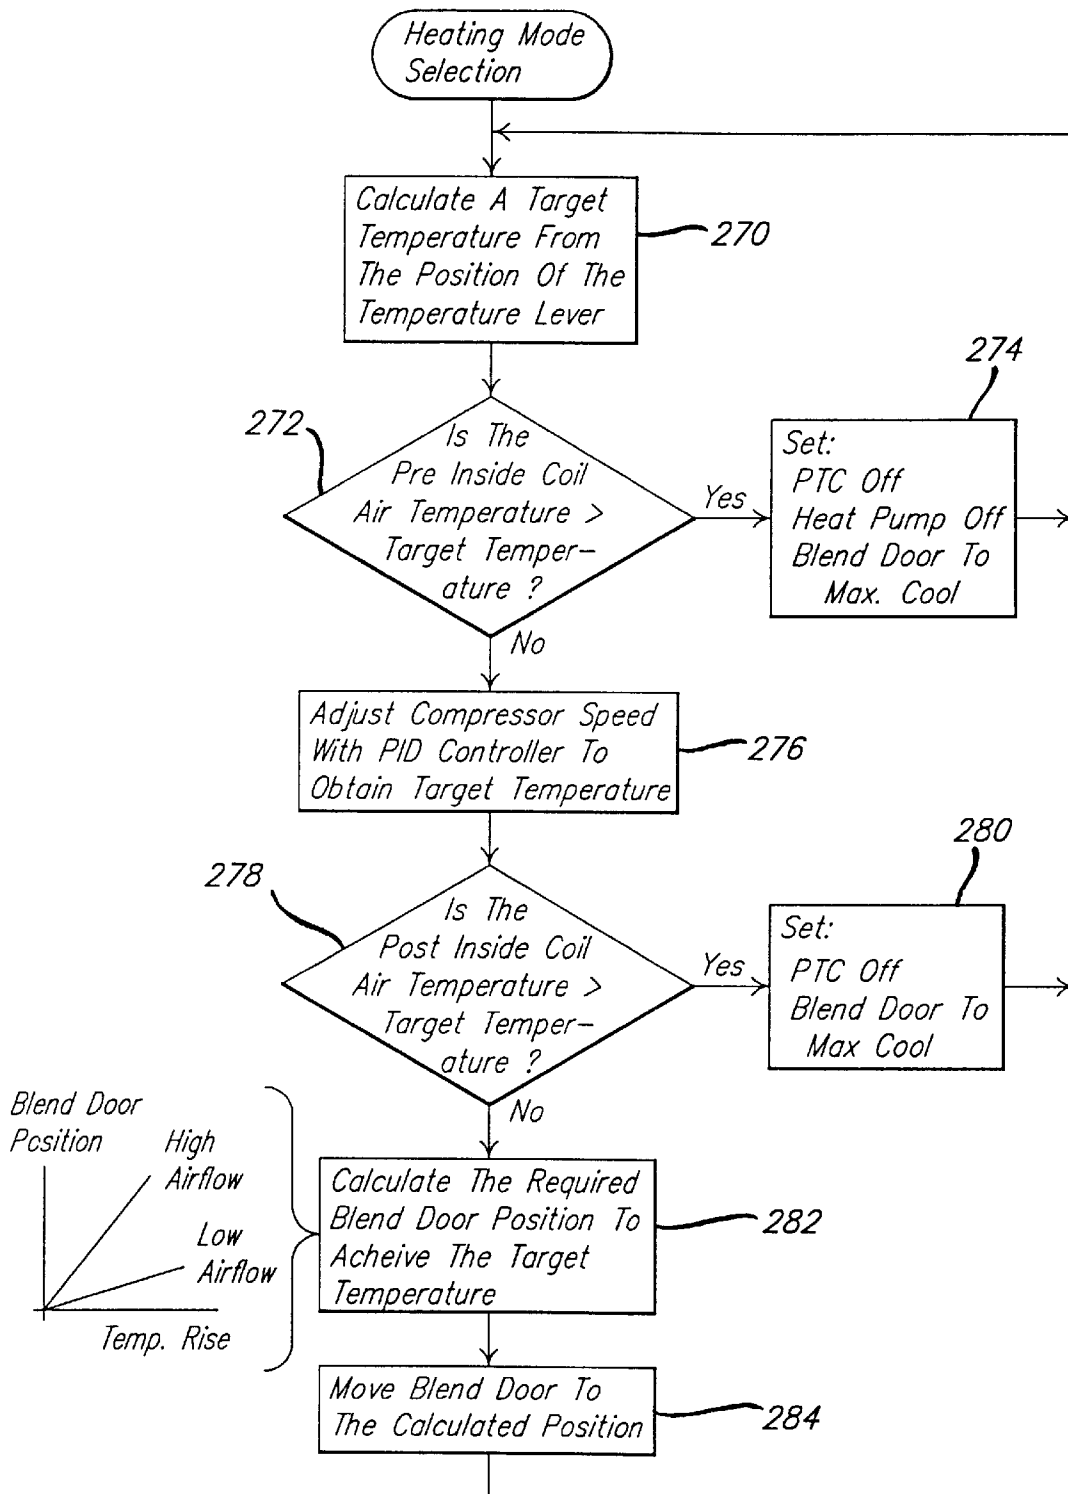 Heating Mode
Selection
Calculate A Target
Temperature From
The Position Of The
Temperature Lever
270
272
Is The
Pre Inside Coil
Air Temperature >
Target Temper-
ature ?
Yes
274
Set:
PTC Off
Heat Pump Off
Blend Door To
Max. Cool
No
Adjust Compressor Speed
With PID Controller To
Obtain Target Temperature
276
278
Is The
Post Inside Coil
Air Temperature >
Target Temper-
ature ?
Yes
280
Set:
PTC Off
Blend Door To
Max Cool
No
Blend Door
Position
High
Airflow
Low
Airflow
Temp. Rise
Calculate The Required
Blend Door Position To
Acheive The Target
Temperature
282
Move Blend Door To
The Calculated Position
284